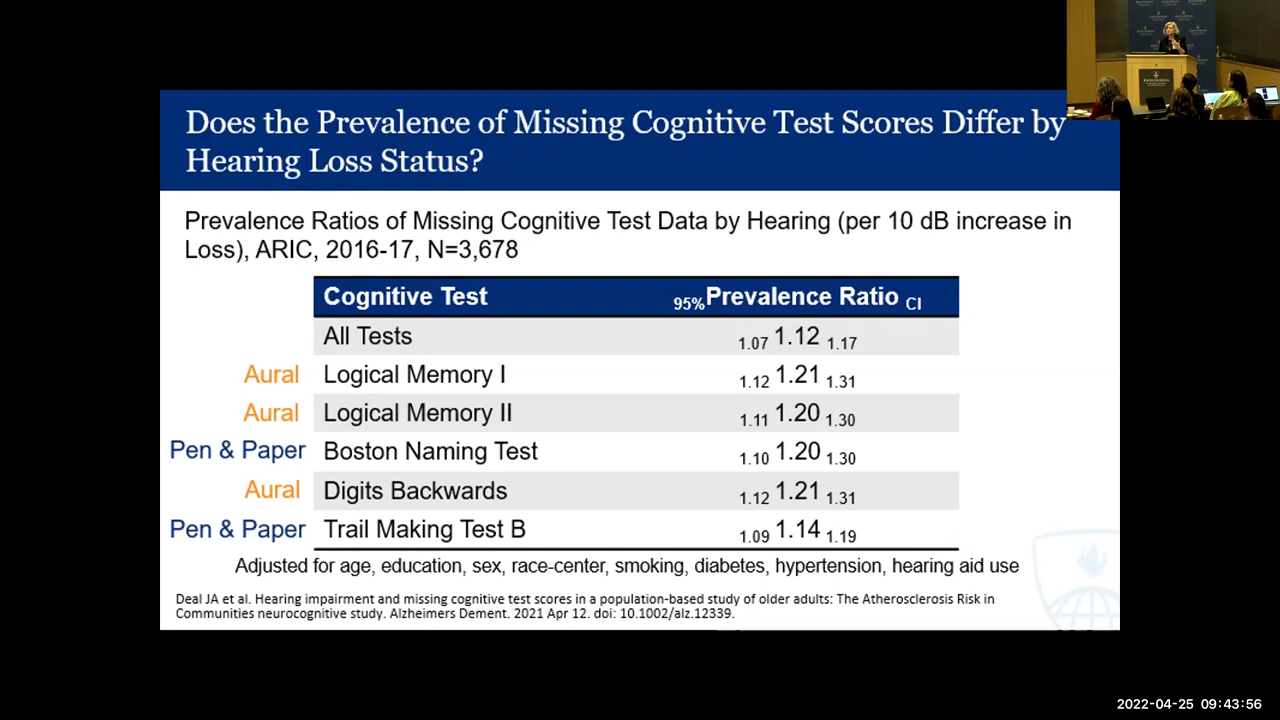 Does the Prevalence of Missing Cognitive Test Scores Differ by
Hearing Loss Status?
Prevalence Ratios of Missing Cognitive Test Data by Hearing (per 10 dB increase in
Loss), ARIC, 2016-17, N=3,678
Cognitive Test 95%Prevalence Ratio CI
All Tests 1.07 1.12 1.17
Aural Logical Memory I 1.12 1.21 1.31
Aural Logical Memory II 1.11 1.20 1.30
Pen & Paper Boston Naming Test 1.10 1.20 1.30
Aural Digits Backwards 1.12 1.21 1.31
Pen & Paper Trail Making Test B 1.09 1.14 1.19
Adjusted for age, education, sex, race-center, smoking, diabetes, hypertension, hearing aid use
Deal JA et al. Hearing impairment and missing cognitive test scores in a population-based study of older adults: The Atherosclerosis Risk in
Communities neurocognitive study. Alzheimers Dement. 2021 Apr 12. doi: 10.1002/alz.12339.
2022-04-25 09:43:56